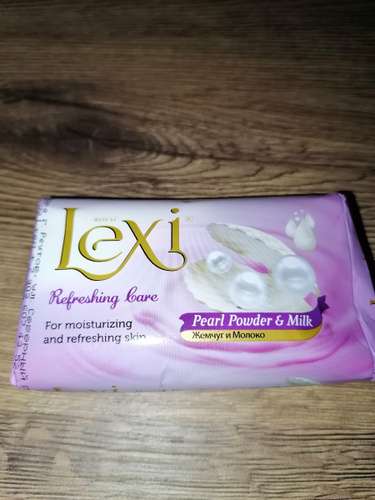 Lexi
Refreshing Care
For moisturizing
and refreshing skin
Pearl Powder & Milk
Жемчуг и Молоко